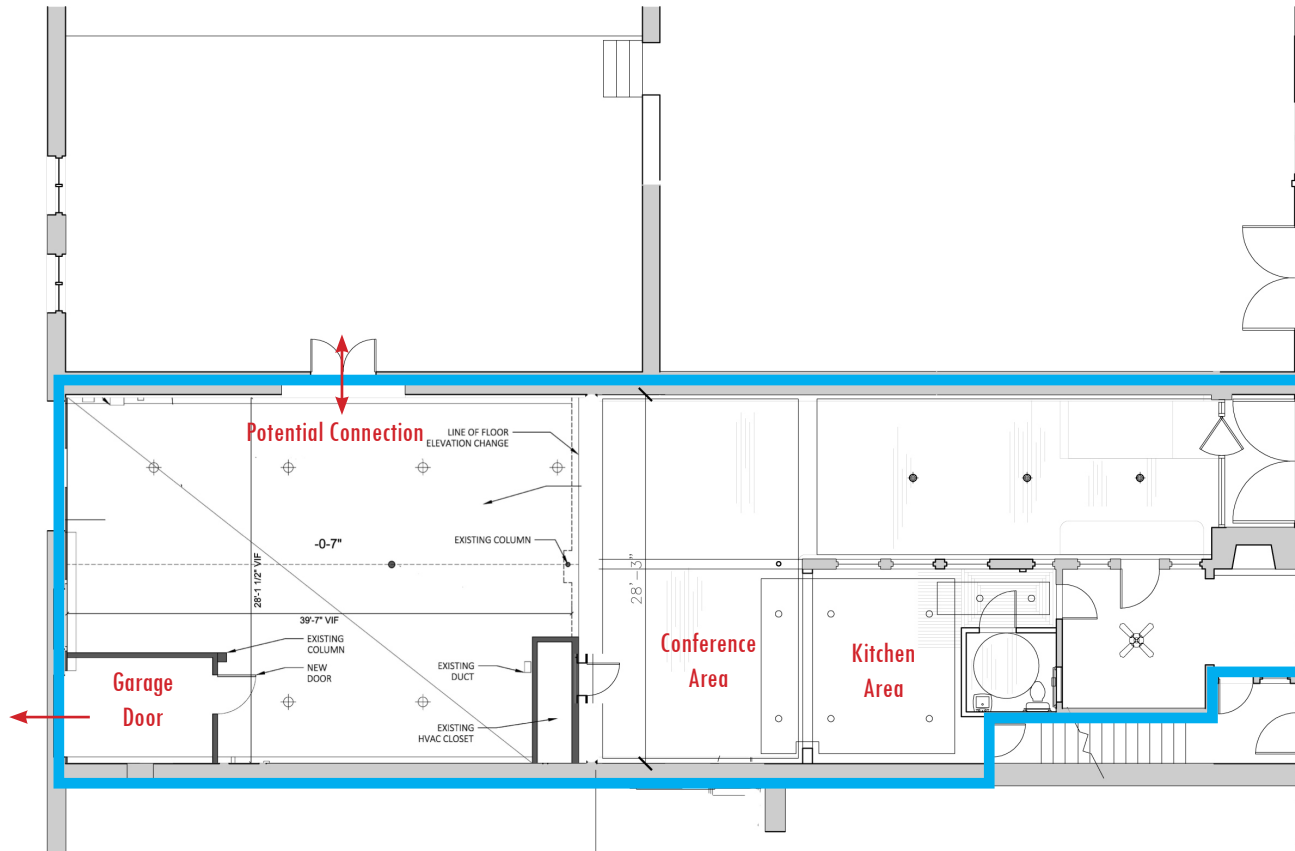 Potential Connection
LINE OF FLOOR
ELEVATION CHANGE
EXISTING COLUMN
-0-7"
28'-1 1/2" VIF
39'-7" VIF
28'-3"
EXISTING
COLUMN
NEW
DOOR
EXISTING
DUCT
EXISTING
HVAC CLOSET
Garage
Door
Conference
Area
Kitchen
Area